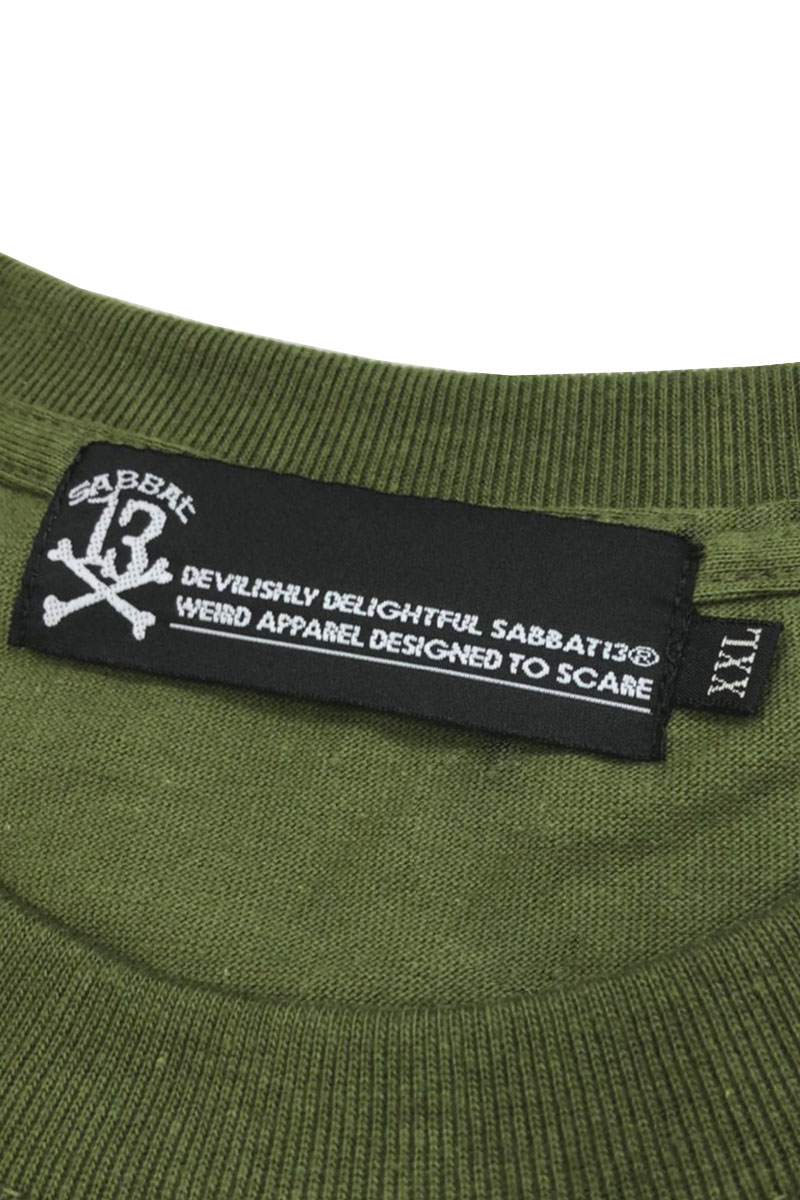 SABBAT
13
DEVILISHLY DELIGHTFUL SABBAT13®
WEIRD APPAREL DESIGNED TO SCARE
XXL